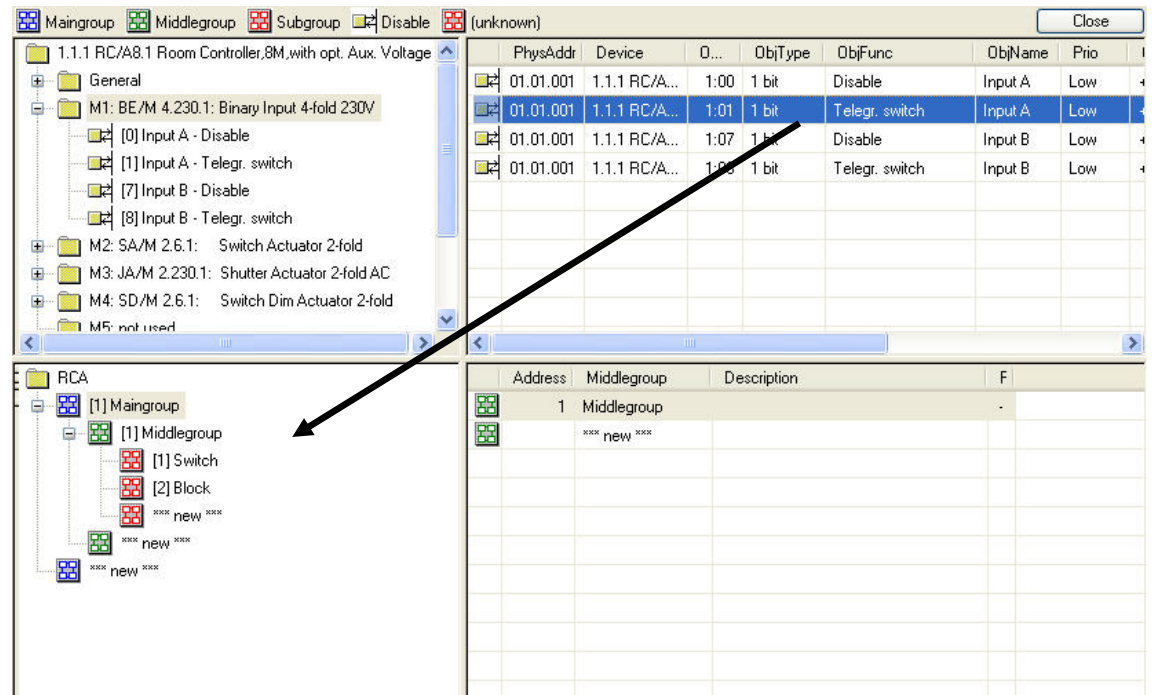 Maingroup Middlegroup Subgroup Disable (unknown) Close
1.1.1 RC/A8.1 Room Controller,8M,with opt. Aux. Voltage
General
M1: BE/M 4.230.1: Binary Input 4-fold 230V
[0] Input A - Disable
[1] Input A - Telegr. switch
[7] Input B - Disable
[8] Input B - Telegr. switch
M2: SA/M 2.6.1: Switch Actuator 2-fold
M3: JA/M 2.230.1: Shutter Actuator 2-fold AC
M4: SD/M 2.6.1: Switch Dim Actuator 2-fold
M5: not used
PhysAddr Device O... ObjType ObjFunc ObjName Prio
01.01.001 1.1.1 RC/A... 1:00 1 bit Disable Input A Low
01.01.001 1.1.1 RC/A... 1:01 1 bit Telegr. switch Input A Low
01.01.001 1.1.1 RC/A... 1:07 1 bit Disable Input B Low
01.01.001 1.1.1 RC/A... 1 bit Telegr. switch Input B Low
RCA
[1] Maingroup
[1] Middlegroup
[1] Switch
[2] Block
*** new ***
*** new ***
*** new ***
Address Middlegroup Description F
1 Middlegroup -
*** new ***